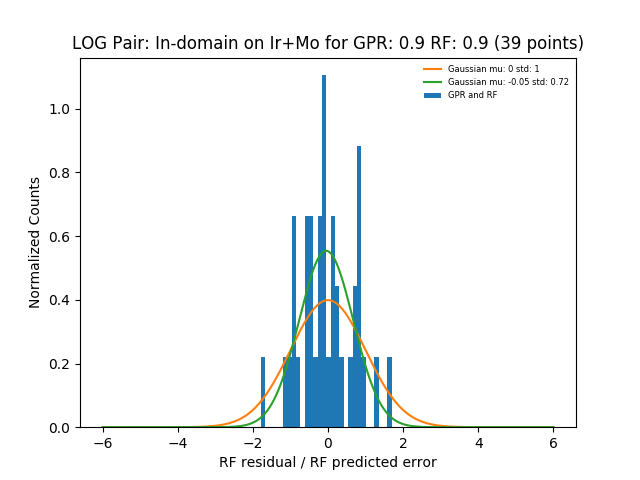 LOG Pair: In-domain on Ir+Mo for GPR: 0.9 RF: 0.9 (39 points)
Gaussian mu: 0 std: 1
Gaussian mu: -0.05 std: 0.72
GPR and RF
Normalized Counts
1.0
0.8
0.6
0.4
0.2
0.0
−6 −4 −2 0 2 4 6
RF residual / RF predicted error